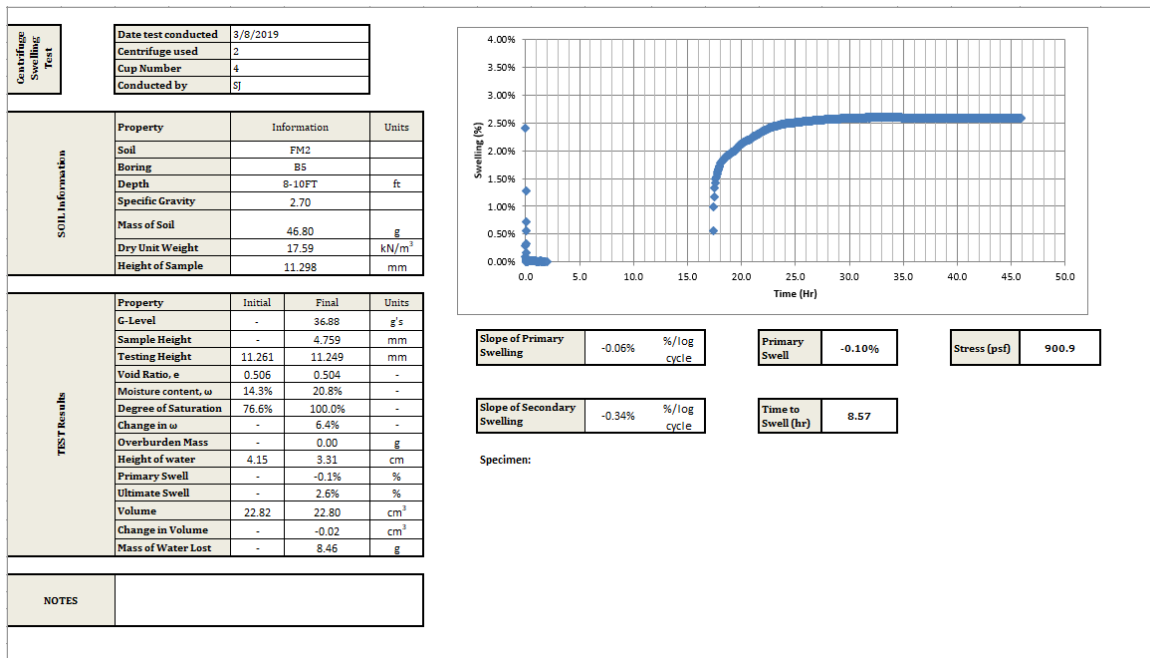 Centrifuge Swelling Test
Date test conducted 3/8/2019
Centrifuge used 2
Cup Number 4
Conducted by SJ
SOIL Information
Property Information Units
Soil FM2
Boring B5
Depth 8-10FT ft
Specific Gravity 2.70
Mass of Soil 46.80 g
Dry Unit Weight 17.59 kN/m³
Height of Sample 11.298 mm
TEST Results
Property Initial Final Units
G-Level - 36.88 g's
Sample Height - 4.759 mm
Testing Height 11.261 11.249 mm
Void Ratio, e 0.506 0.504 -
Moisture content, ω 14.3% 20.8% -
Degree of Saturation 76.6% 100.0% -
Change in ω - 6.4% -
Overburden Mass - 0.00 g
Height of water 4.15 3.31 cm
Primary Swell - -0.1% %
Ultimate Swell - 2.6% %
Volume 22.82 22.80 cm³
Change in Volume - -0.02 cm³
Mass of Water Lost - 8.46 g
NOTES
Swelling (%)
4.00%
3.50%
3.00%
2.50%
2.00%
1.50%
1.00%
0.50%
0.00%
0.0 5.0 10.0 15.0 20.0 25.0 30.0 35.0 40.0 45.0 50.0
Time (Hr)
Slope of Primary Swelling -0.06% %/log cycle
Primary Swell -0.10%
Stress (psf) 900.9
Slope of Secondary Swelling -0.34% %/log cycle
Time to Swell (hr) 8.57
Specimen: